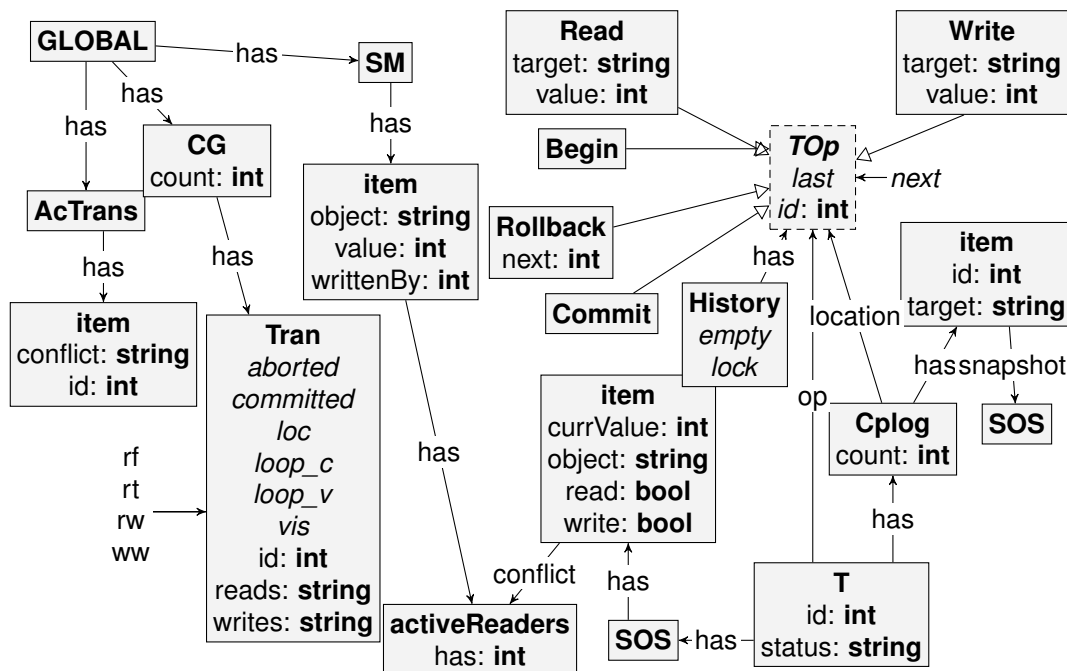 GLOBAL
has
SM
has
has
has
CG
count: int
AcTrans
has
item
conflict: string
id: int
has
item
object: string
value: int
writtenBy: int
Tran
aborted
committed
loc
loop_c
loop_v
vis
id: int
reads: string
writes: string
rf
rt
rw
ww
has
activeReaders
has: int
Read
target: string
value: int
Write
target: string
value: int
Begin
TOp
last
id: int
next
Rollback
next: int
Commit
has
History
empty
lock
item
id: int
target: string
location
has
snapshot
op
Cplog
count: int
SOS
item
currValue: int
object: string
read: bool
write: bool
conflict
has
has
SOS
has
T
id: int
status: string